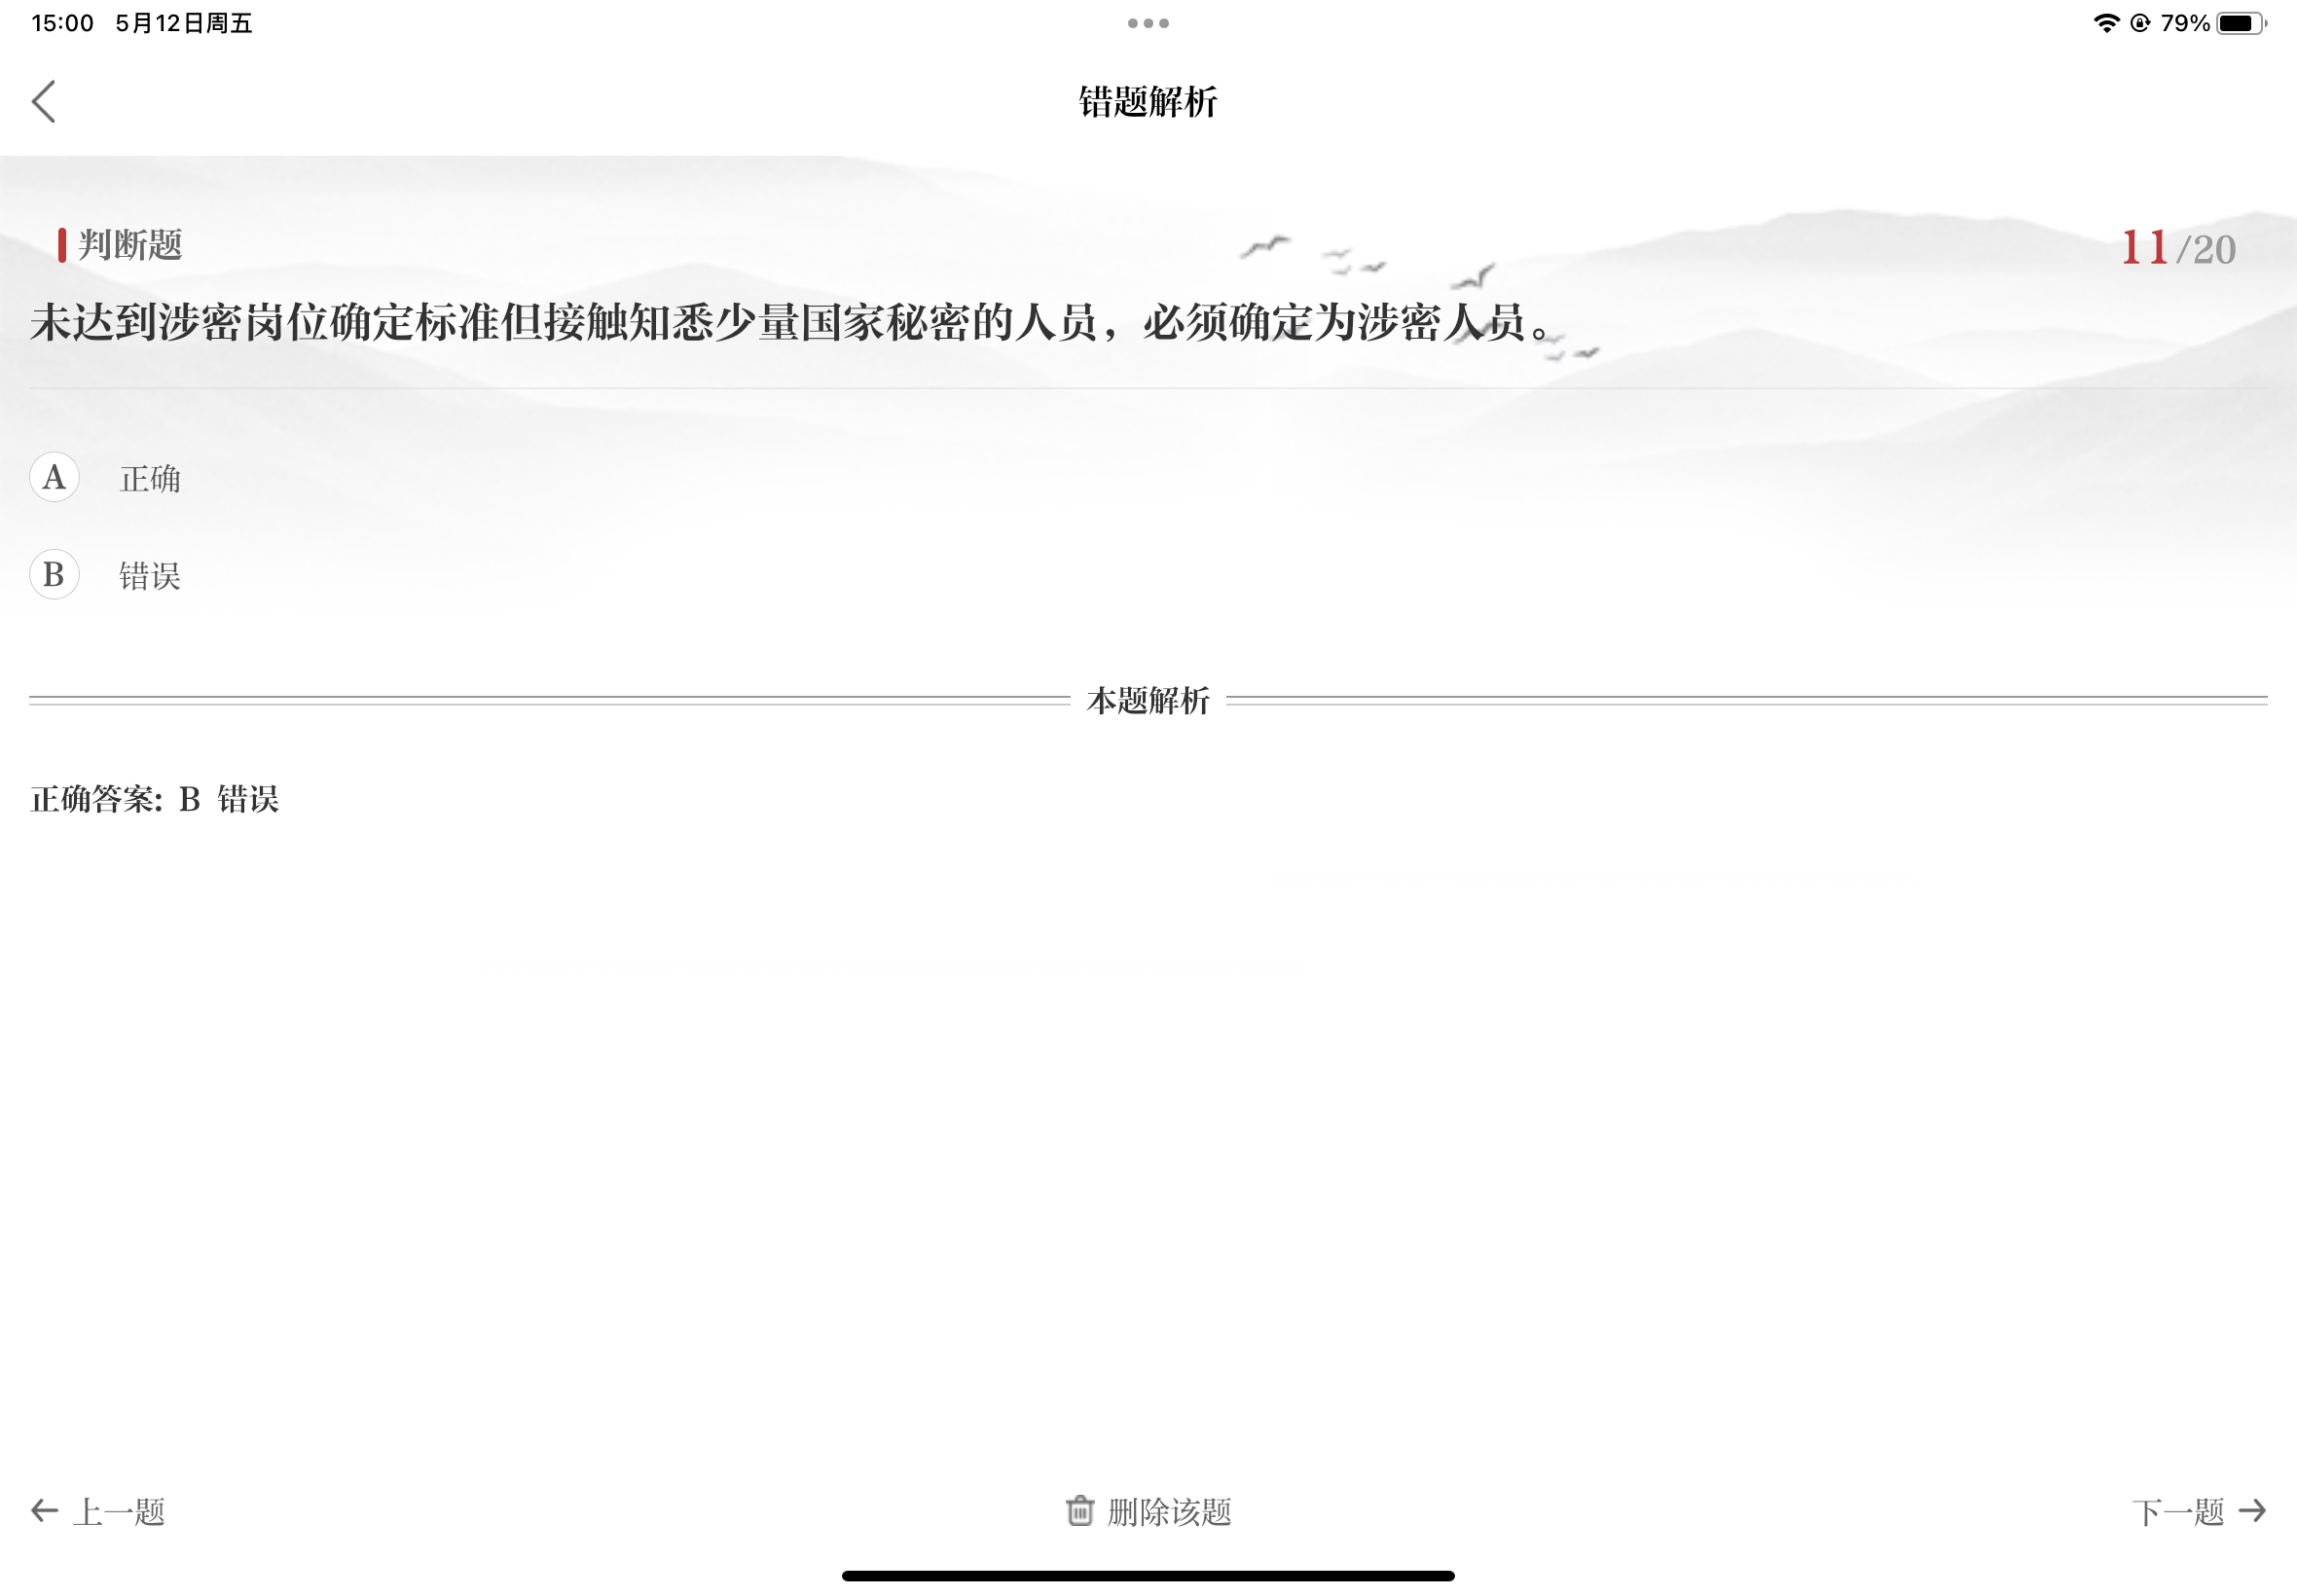 15:00 5月12日周五
79%
错题解析
判断题
11/20
未达到涉密岗位确定标准但接触知悉少量国家秘密的人员，必须确定为涉密人员。
A 正确
B 错误
本题解析
正确答案: B 错误
上一题
删除该题
下一题